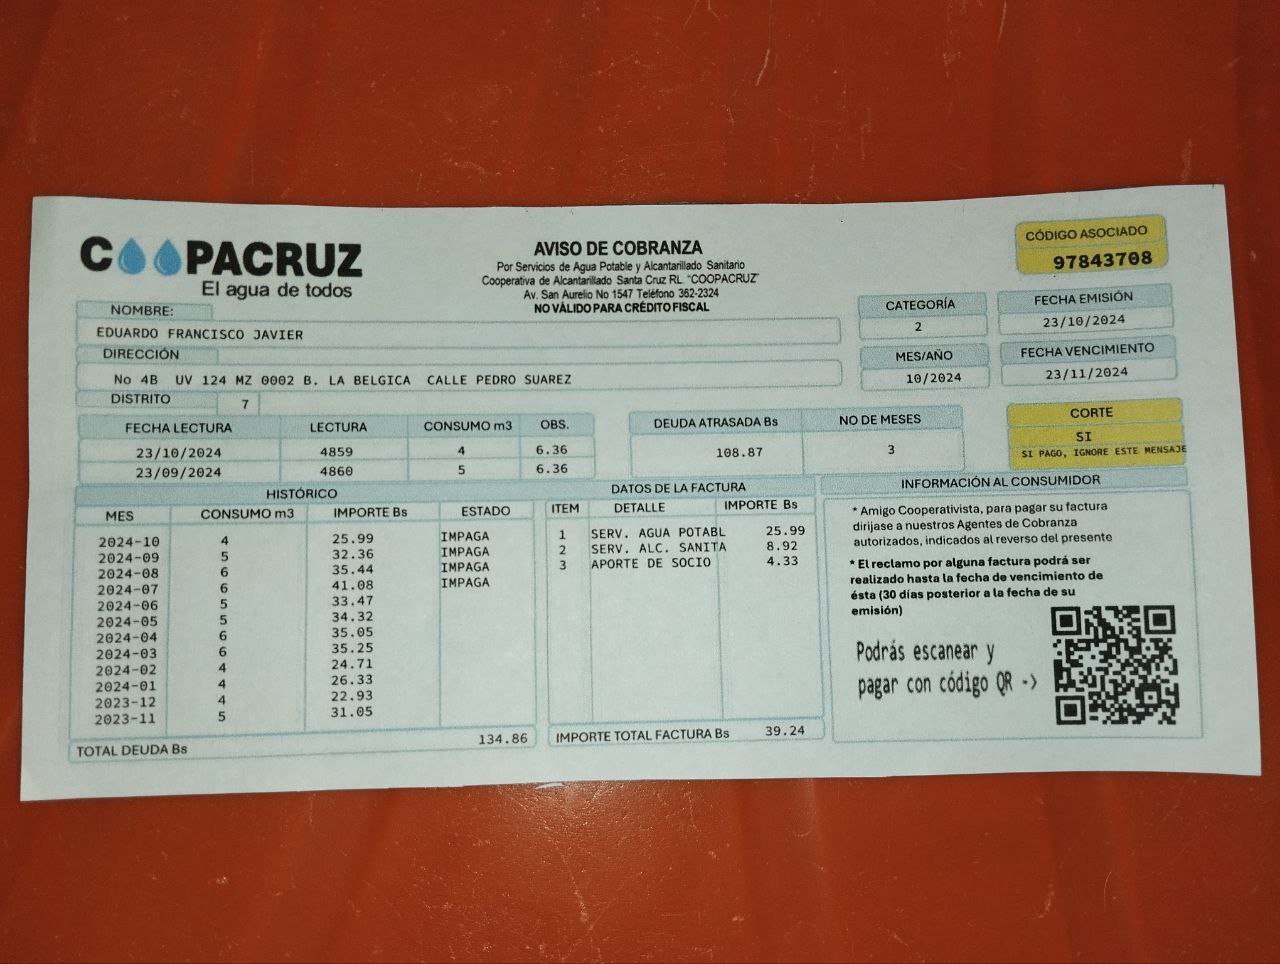 COOPACRUZ
El agua de todos
AVISO DE COBRANZA
Por Servicios de Agua Potable y Alcantarillado Sanitario
Cooperativa de Alcantarillado Santa Cruz RL "COOPACRUZ"
Av. San Aurelio No 1547 Teléfono 362-2324
NO VÁLIDO PARA CRÉDITO FISCAL
CÓDIGO ASOCIADO
97843708
NOMBRE:
EDUARDO FRANCISCO JAVIER
DIRECCIÓN
No 4B UV 124 MZ 0002 B. LA BELGICA CALLE PEDRO SUAREZ
DISTRITO 7
CATEGORÍA
2
FECHA EMISIÓN
23/10/2024
MES/AÑO
10/2024
FECHA VENCIMIENTO
23/11/2024
FECHA LECTURA LECTURA CONSUMO m3 OBS.
23/10/2024 4859 4 6.36
23/09/2024 4860 5 6.36
DEUDA ATRASADA Bs NO DE MESES
108.87 3
CORTE
SI
SI PAGO, IGNORE ESTE MENSAJE
HISTÓRICO
MES CONSUMO m3 IMPORTE Bs ESTADO
2024-10 4 25.99 IMPAGA
2024-09 5 32.36 IMPAGA
2024-08 6 35.44 IMPAGA
2024-07 6 41.08 IMPAGA
2024-06 5 33.47
2024-05 5 34.32
2024-04 6 35.05
2024-03 6 35.25
2024-02 4 24.71
2024-01 4 26.33
2023-12 4 22.93
2023-11 5 31.05
TOTAL DEUDA Bs 134.86
DATOS DE LA FACTURA
ITEM DETALLE IMPORTE Bs
1 SERV. AGUA POTABL 25.99
2 SERV. ALC. SANITA 8.92
3 APORTE DE SOCIO 4.33
IMPORTE TOTAL FACTURA Bs 39.24
INFORMACIÓN AL CONSUMIDOR
* Amigo Cooperativista, para pagar su factura
dirijase a nuestros Agentes de Cobranza
autorizados, indicados al reverso del presente
* El reclamo por alguna factura podrá ser
realizado hasta la fecha de vencimiento de
ésta (30 días posterior a la fecha de su
emisión)
Podrás escanear y
pagar con código QR ->